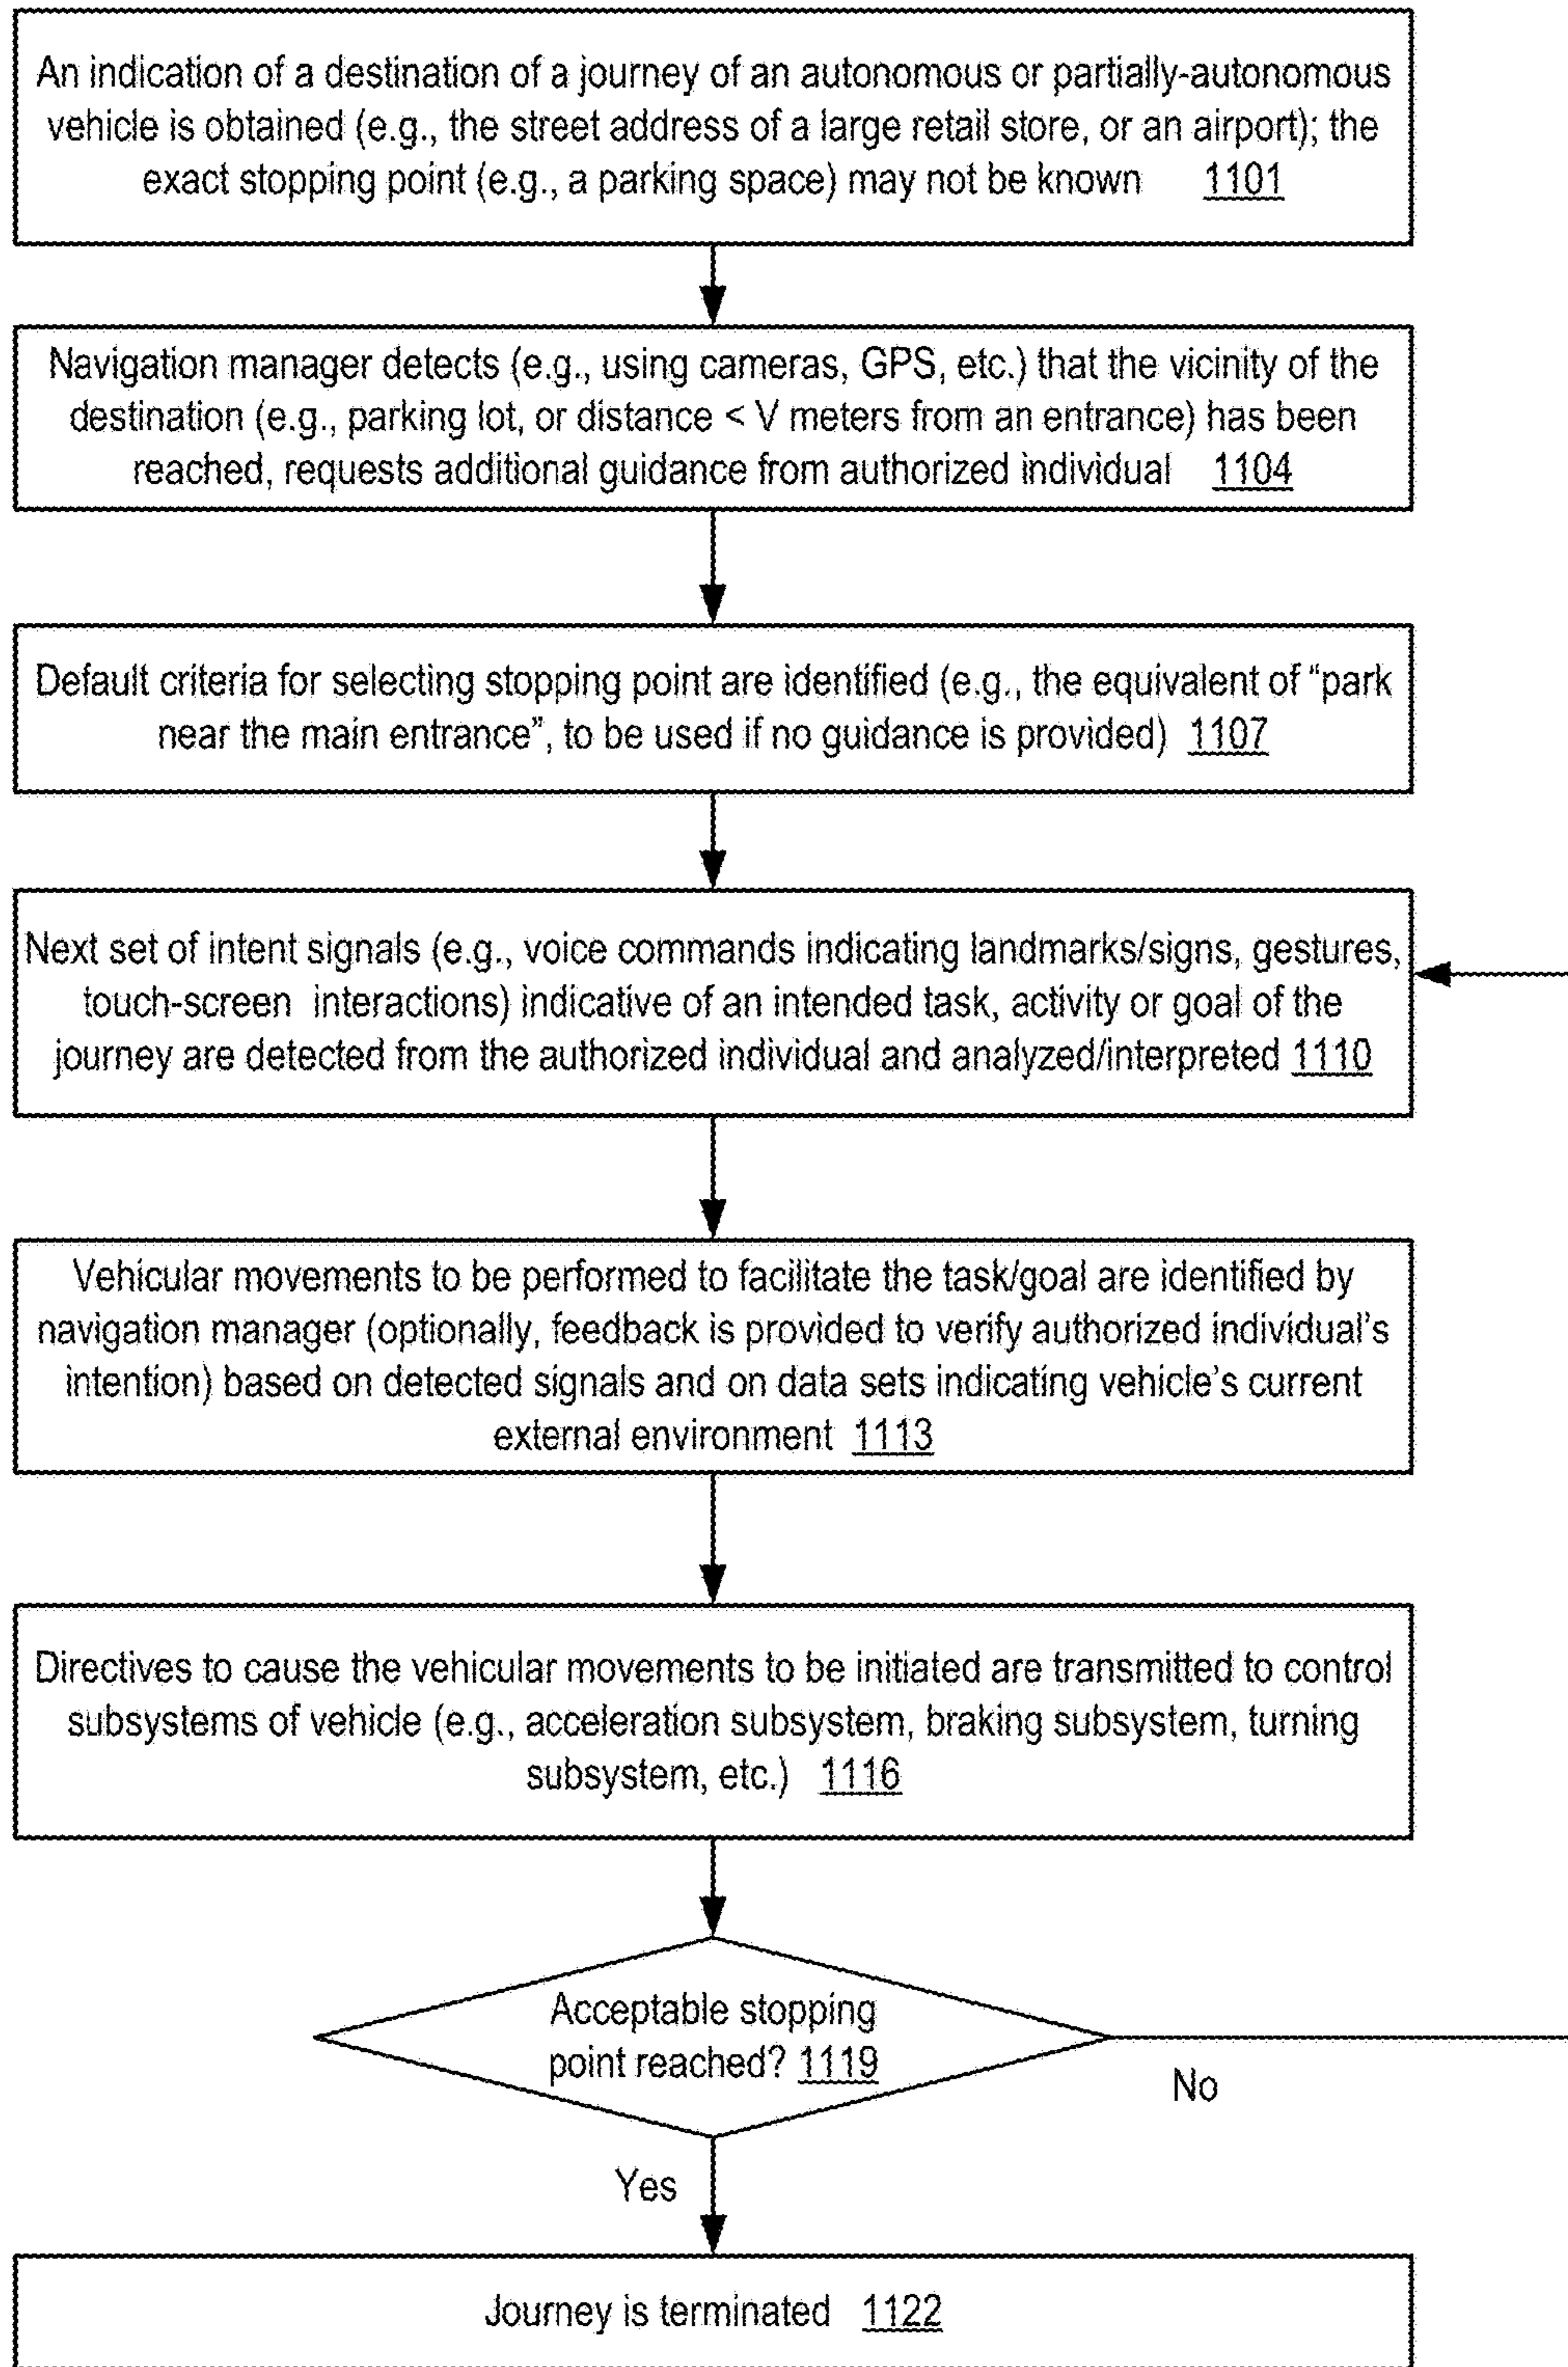 An indication of a destination of a journey of an autonomous or partially-autonomous
vehicle is obtained (e.g., the street address of a large retail store, or an airport); the
exact stopping point (e.g., a parking space) may not be known 1101
Navigation manager detects (e.g., using cameras, GPS, etc.) that the vicinity of the
destination (e.g., parking lot, or distance < V meters from an entrance) has been
reached, requests additional guidance from authorized individual 1104
Default criteria for selecting stopping point are identified (e.g., the equivalent of “park
near the main entrance”, to be used if no guidance is provided) 1107
Next set of intent signals (e.g., voice commands indicating landmarks/signs, gestures,
touch-screen interactions) indicative of an intended task, activity or goal of the
journey are detected from the authorized individual and analyzed/interpreted 1110
Vehicular movements to be performed to facilitate the task/goal are identified by
navigation manager (optionally, feedback is provided to verify authorized individual’s
intention) based on detected signals and on data sets indicating vehicle’s current
external environment 1113
Directives to cause the vehicular movements to be initiated are transmitted to control
subsystems of vehicle (e.g., acceleration subsystem, braking subsystem, turning
subsystem, etc.) 1116
Acceptable stopping
point reached? 1119
No
Yes
Journey is terminated 1122